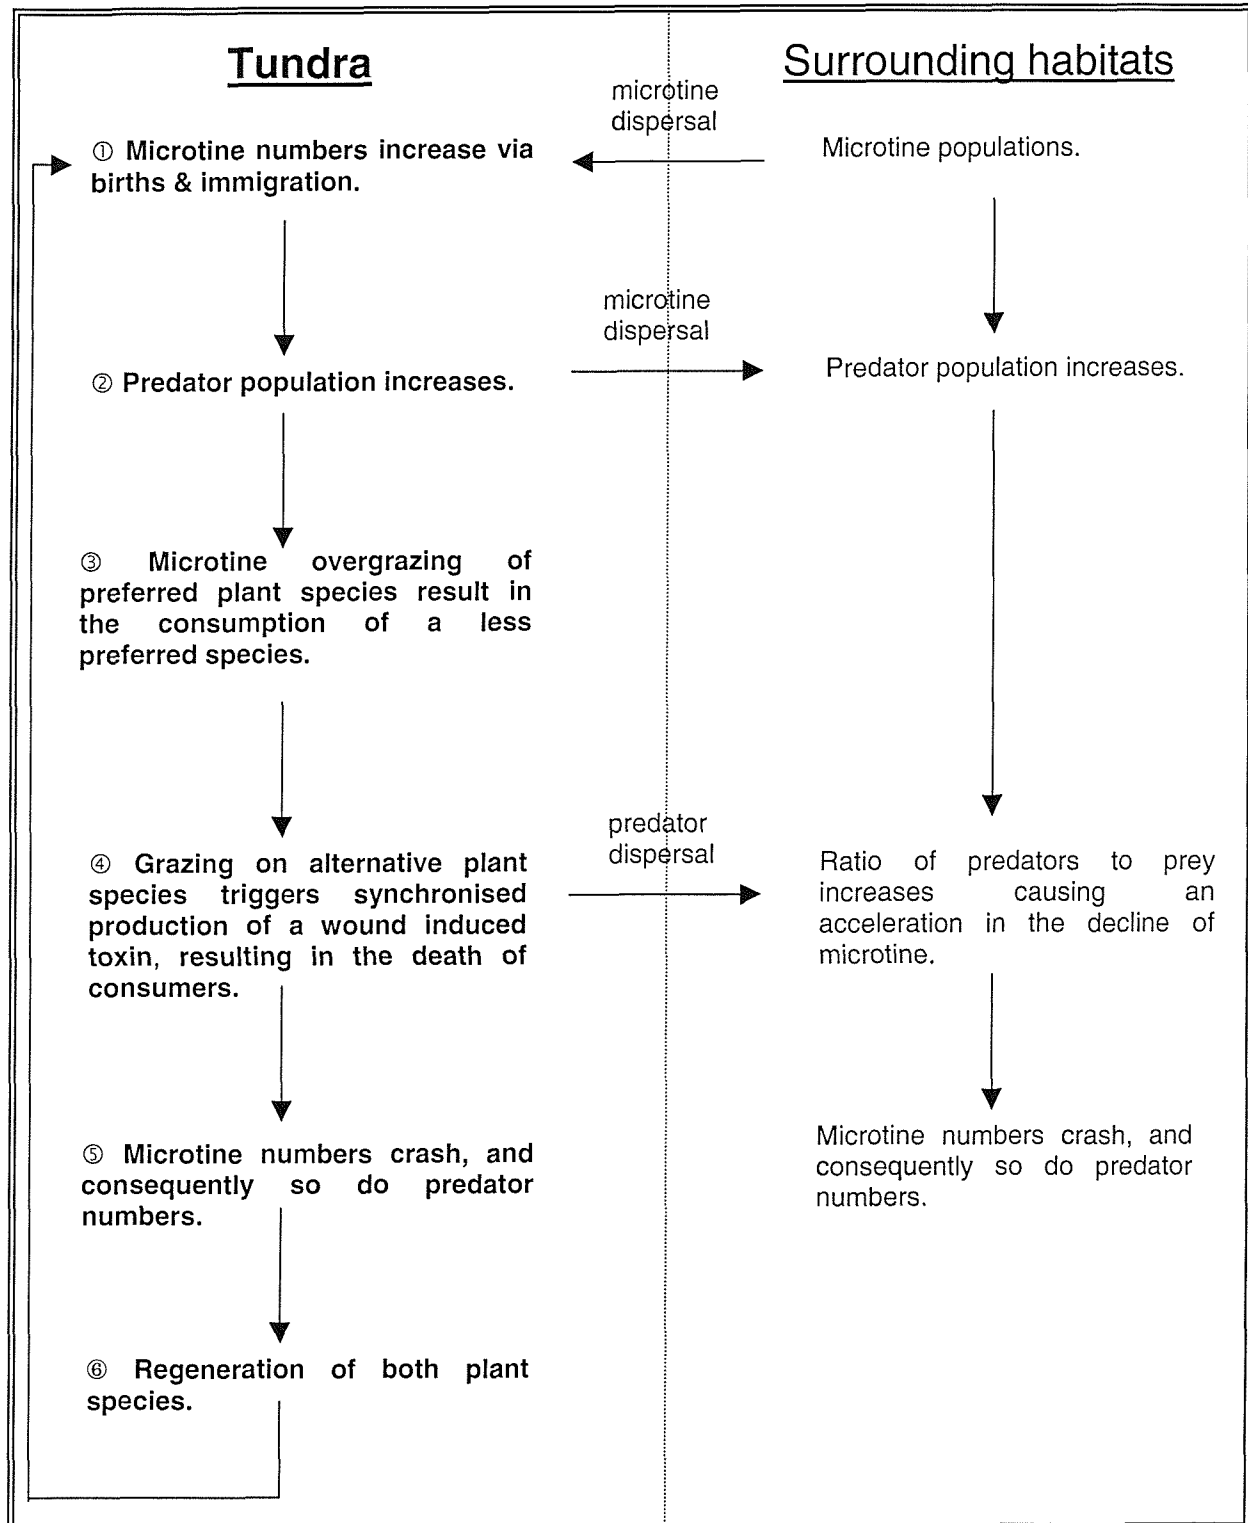 Tundra
① Microtine numbers increase via
births & immigration.
② Predator population increases.
③ Microtine overgrazing of
preferred plant species result in
the consumption of a less
preferred species.
④ Grazing on alternative plant
species triggers synchronised
production of a wound induced
toxin, resulting in the death of
consumers.
⑤ Microtine numbers crash, and
consequently so do predator
numbers.
⑥ Regeneration of both plant
species.
microtine
dispersal
microtine
dispersal
predator
dispersal
Surrounding habitats
Microtine populations.
Predator population increases.
Ratio of predators to prey
increases causing an
acceleration in the decline of
microtine.
Microtine numbers crash, and
consequently so do predator
numbers.